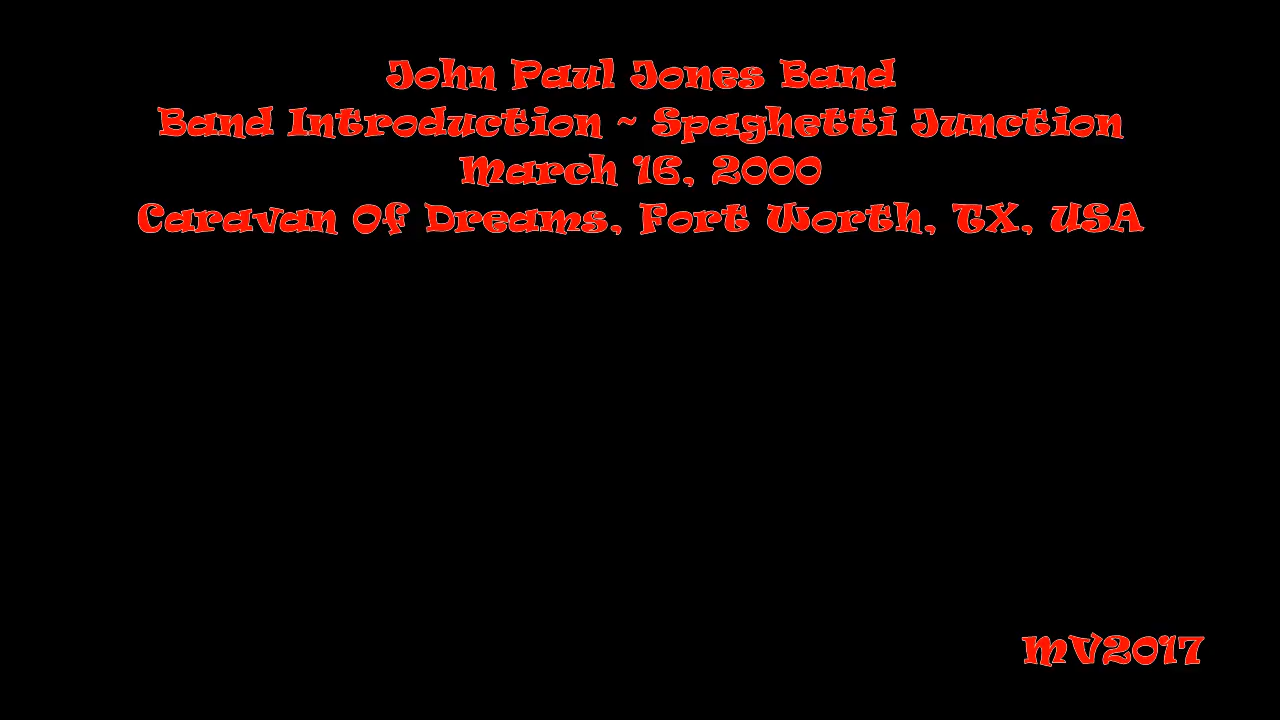 John Paul Jones Band
Band Introduction ~ Spaghetti Junction
March 16, 2000
Caravan Of Dreams, Fort Worth, TX, USA
MV2017